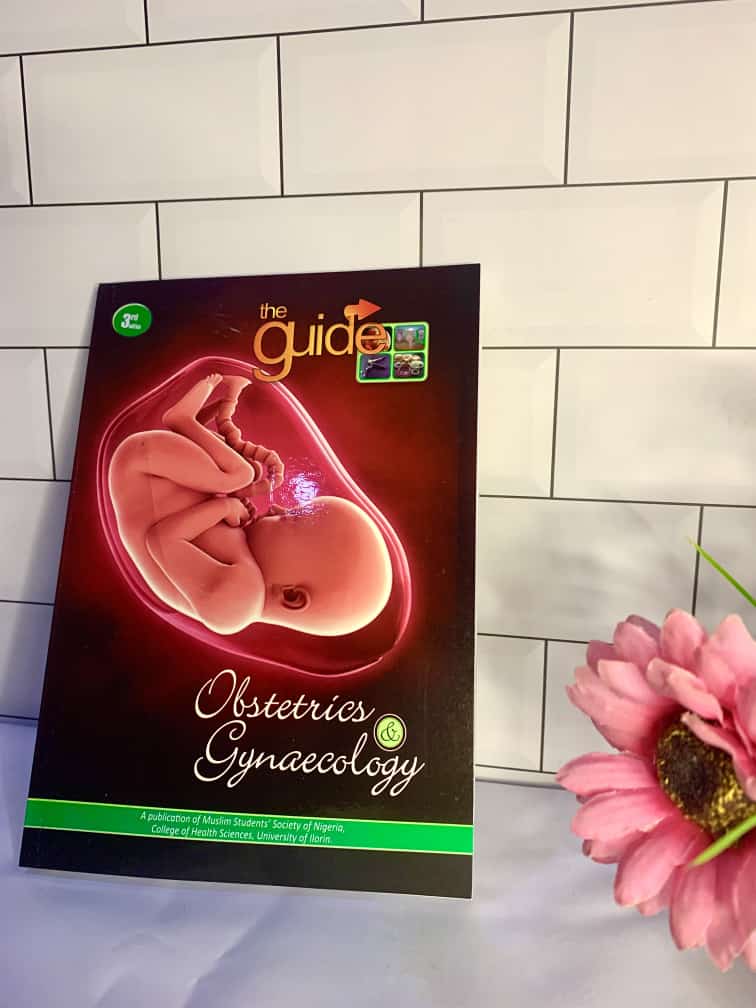 3rd
the
guide
Obstetrics
&
Gynaecology
A publication of Muslim Students' Society of Nigeria,
College of Health Sciences, University of Ilorin.